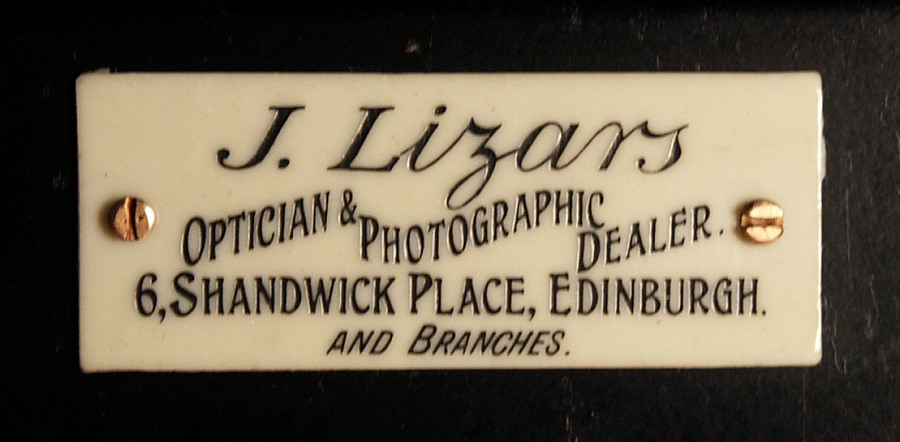 J. Lizars
OPTICIAN & PHOTOGRAPHIC DEALER.
6, SHANDWICK PLACE, EDINBURGH.
AND BRANCHES.